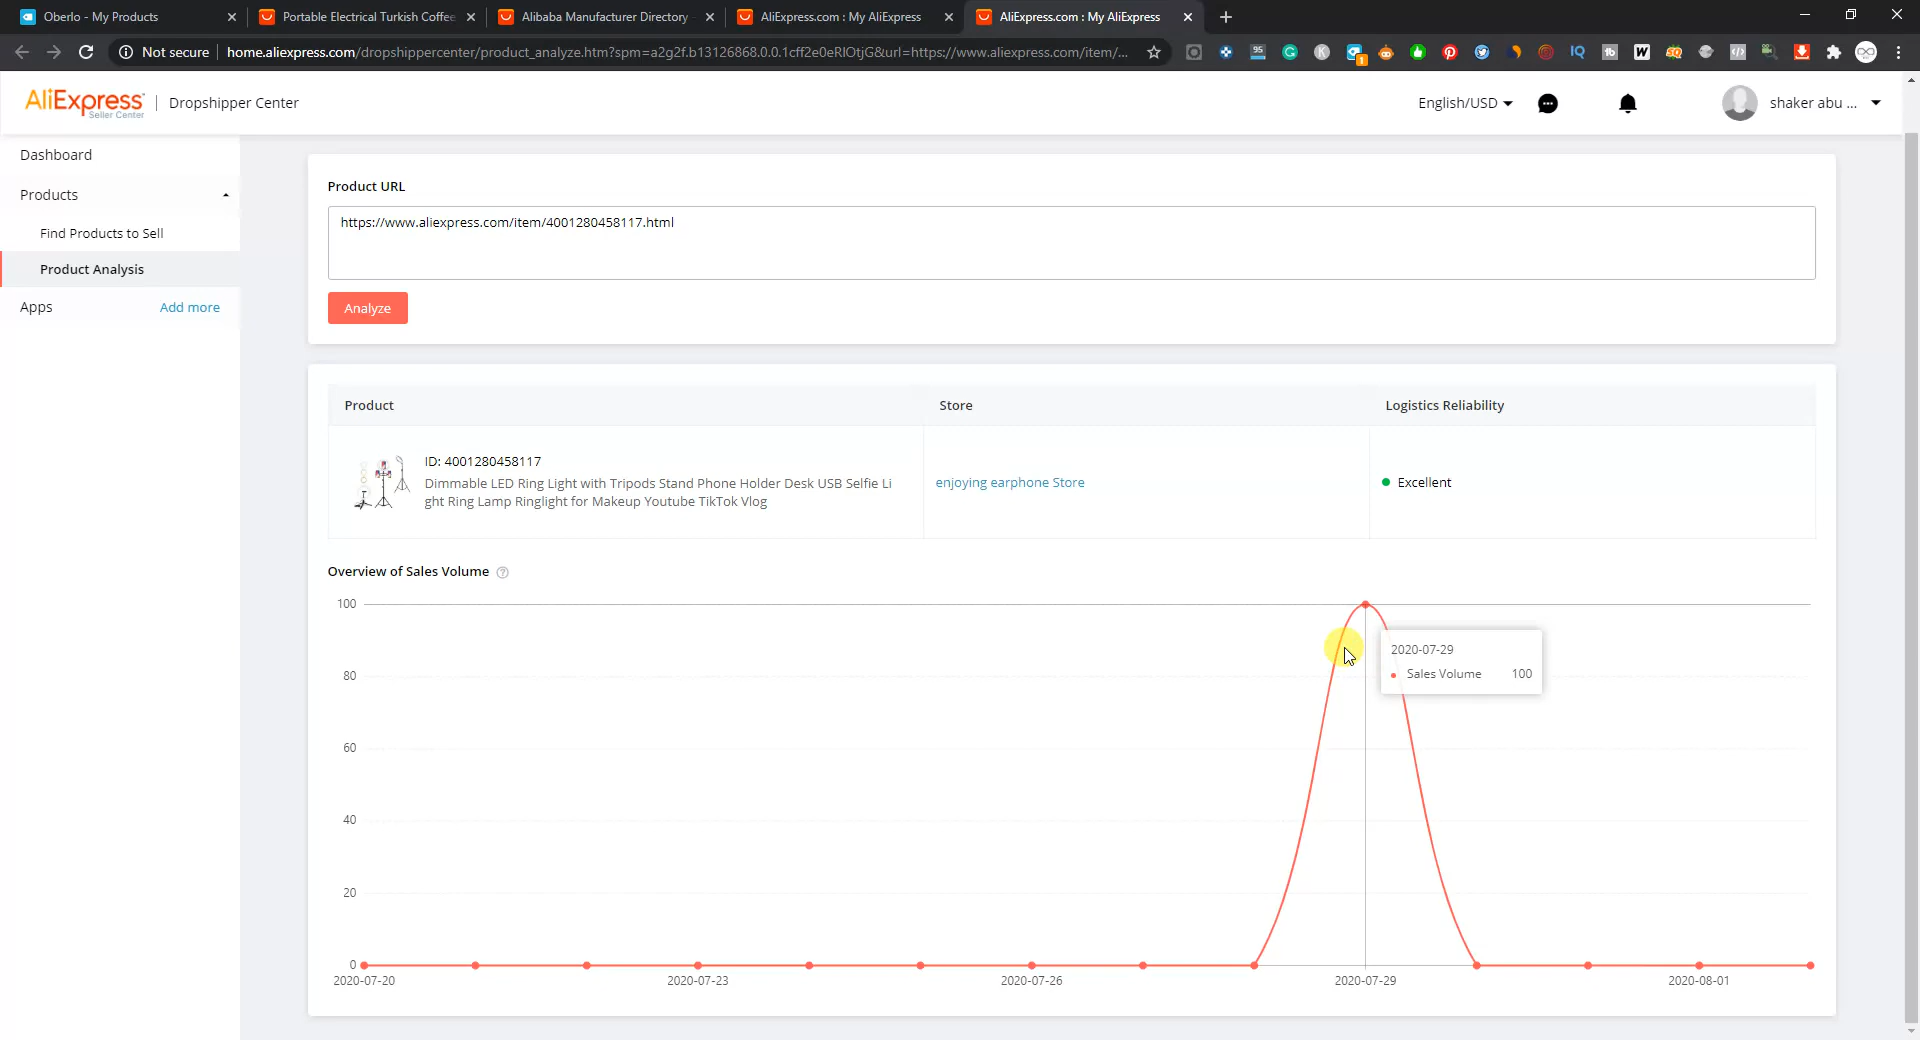 Oberlo - My Products
Portable Electrical Turkish Coffee
Alibaba Manufacturer Directory
AliExpress.com : My AliExpress
AliExpress.com : My AliExpress
Not secure
home.aliexpress.com/dropshippercenter/product_analyze.htm?spm=a2g2f.b13126868.0.0.1cff2e0eRlOtjG&url=https://www.aliexpress.com/item/...
AliExpress
Seller Center
Dropshipper Center
English/USD
shaker abu ...
Dashboard
Products
Find Products to Sell
Product Analysis
Apps
Add more
Product URL
https://www.aliexpress.com/item/4001280458117.html
Analyze
Product
Store
Logistics Reliability
ID: 4001280458117
Dimmable LED Ring Light with Tripods Stand Phone Holder Desk USB Selfie Li
ght Ring Lamp Ringlight for Makeup Youtube TikTok Vlog
enjoying earphone Store
Excellent
Overview of Sales Volume
100
80
60
40
20
0
2020-07-29
Sales Volume 100
2020-07-20
2020-07-23
2020-07-26
2020-07-29
2020-08-01